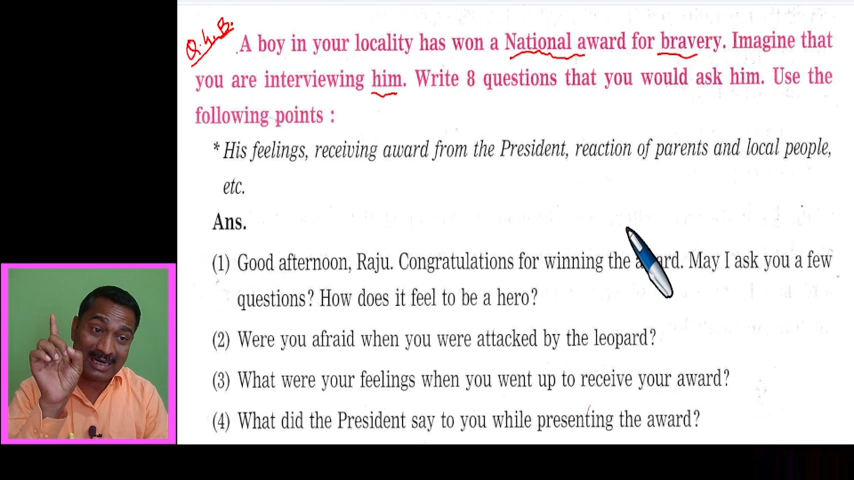 Q.4.B.
A boy in your locality has won a National award for bravery. Imagine that
you are interviewing him. Write 8 questions that you would ask him. Use the
following points :
* His feelings, receiving award from the President, reaction of parents and local people,
etc.
Ans.
(1) Good afternoon, Raju. Congratulations for winning the award. May I ask you a few
questions? How does it feel to be a hero?
(2) Were you afraid when you were attacked by the leopard?
(3) What were your feelings when you went up to receive your award?
(4) What did the President say to you while presenting the award?